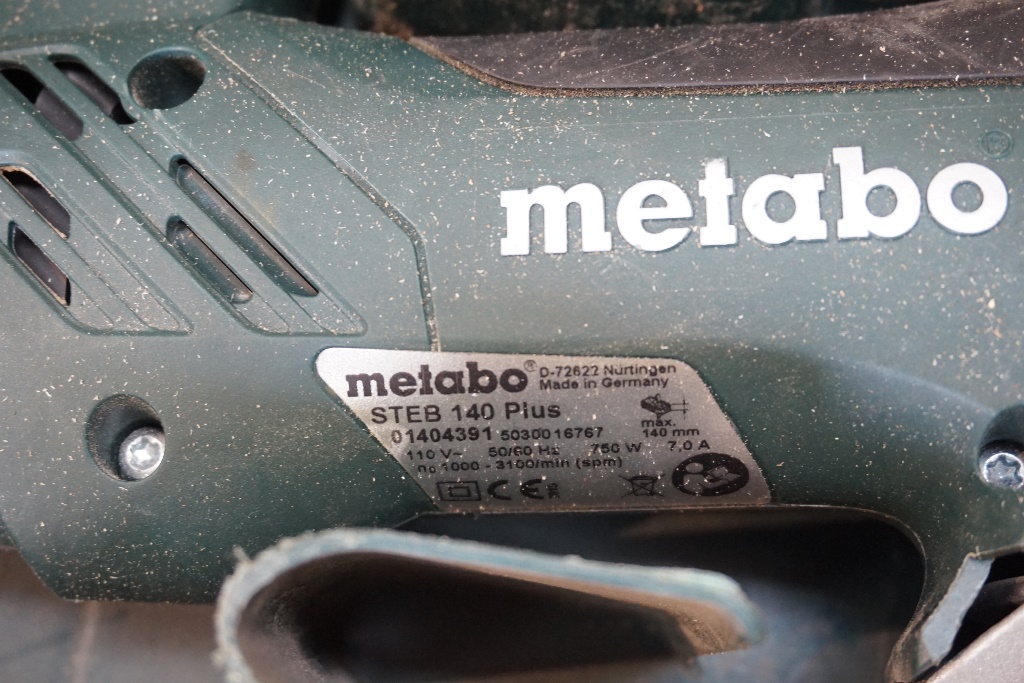 metabo
metabo® D-72622 Nürtingen
Made in Germany
STEB 140 Plus
max.
01404391 5030016767 140 mm
110 V~ 50/60 Hz 750 W 7,0 A
n₀ 1000 - 3100/min (spm)
CE